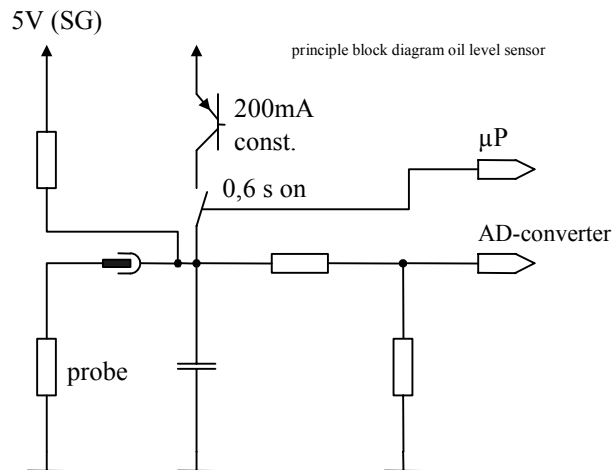 5V (SG)
principle block diagram oil level sensor
200mA
const.
µP
0,6 s on
AD-converter
probe